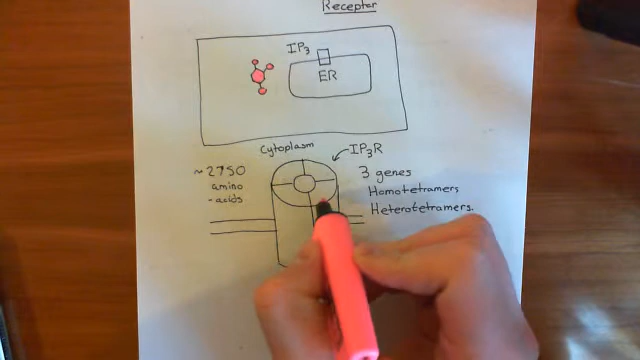 Receptor
IP3
ER
Cytoplasm
IP3R
~2750
amino
-acids
3 genes
Homotetramers
Heterotetramers.